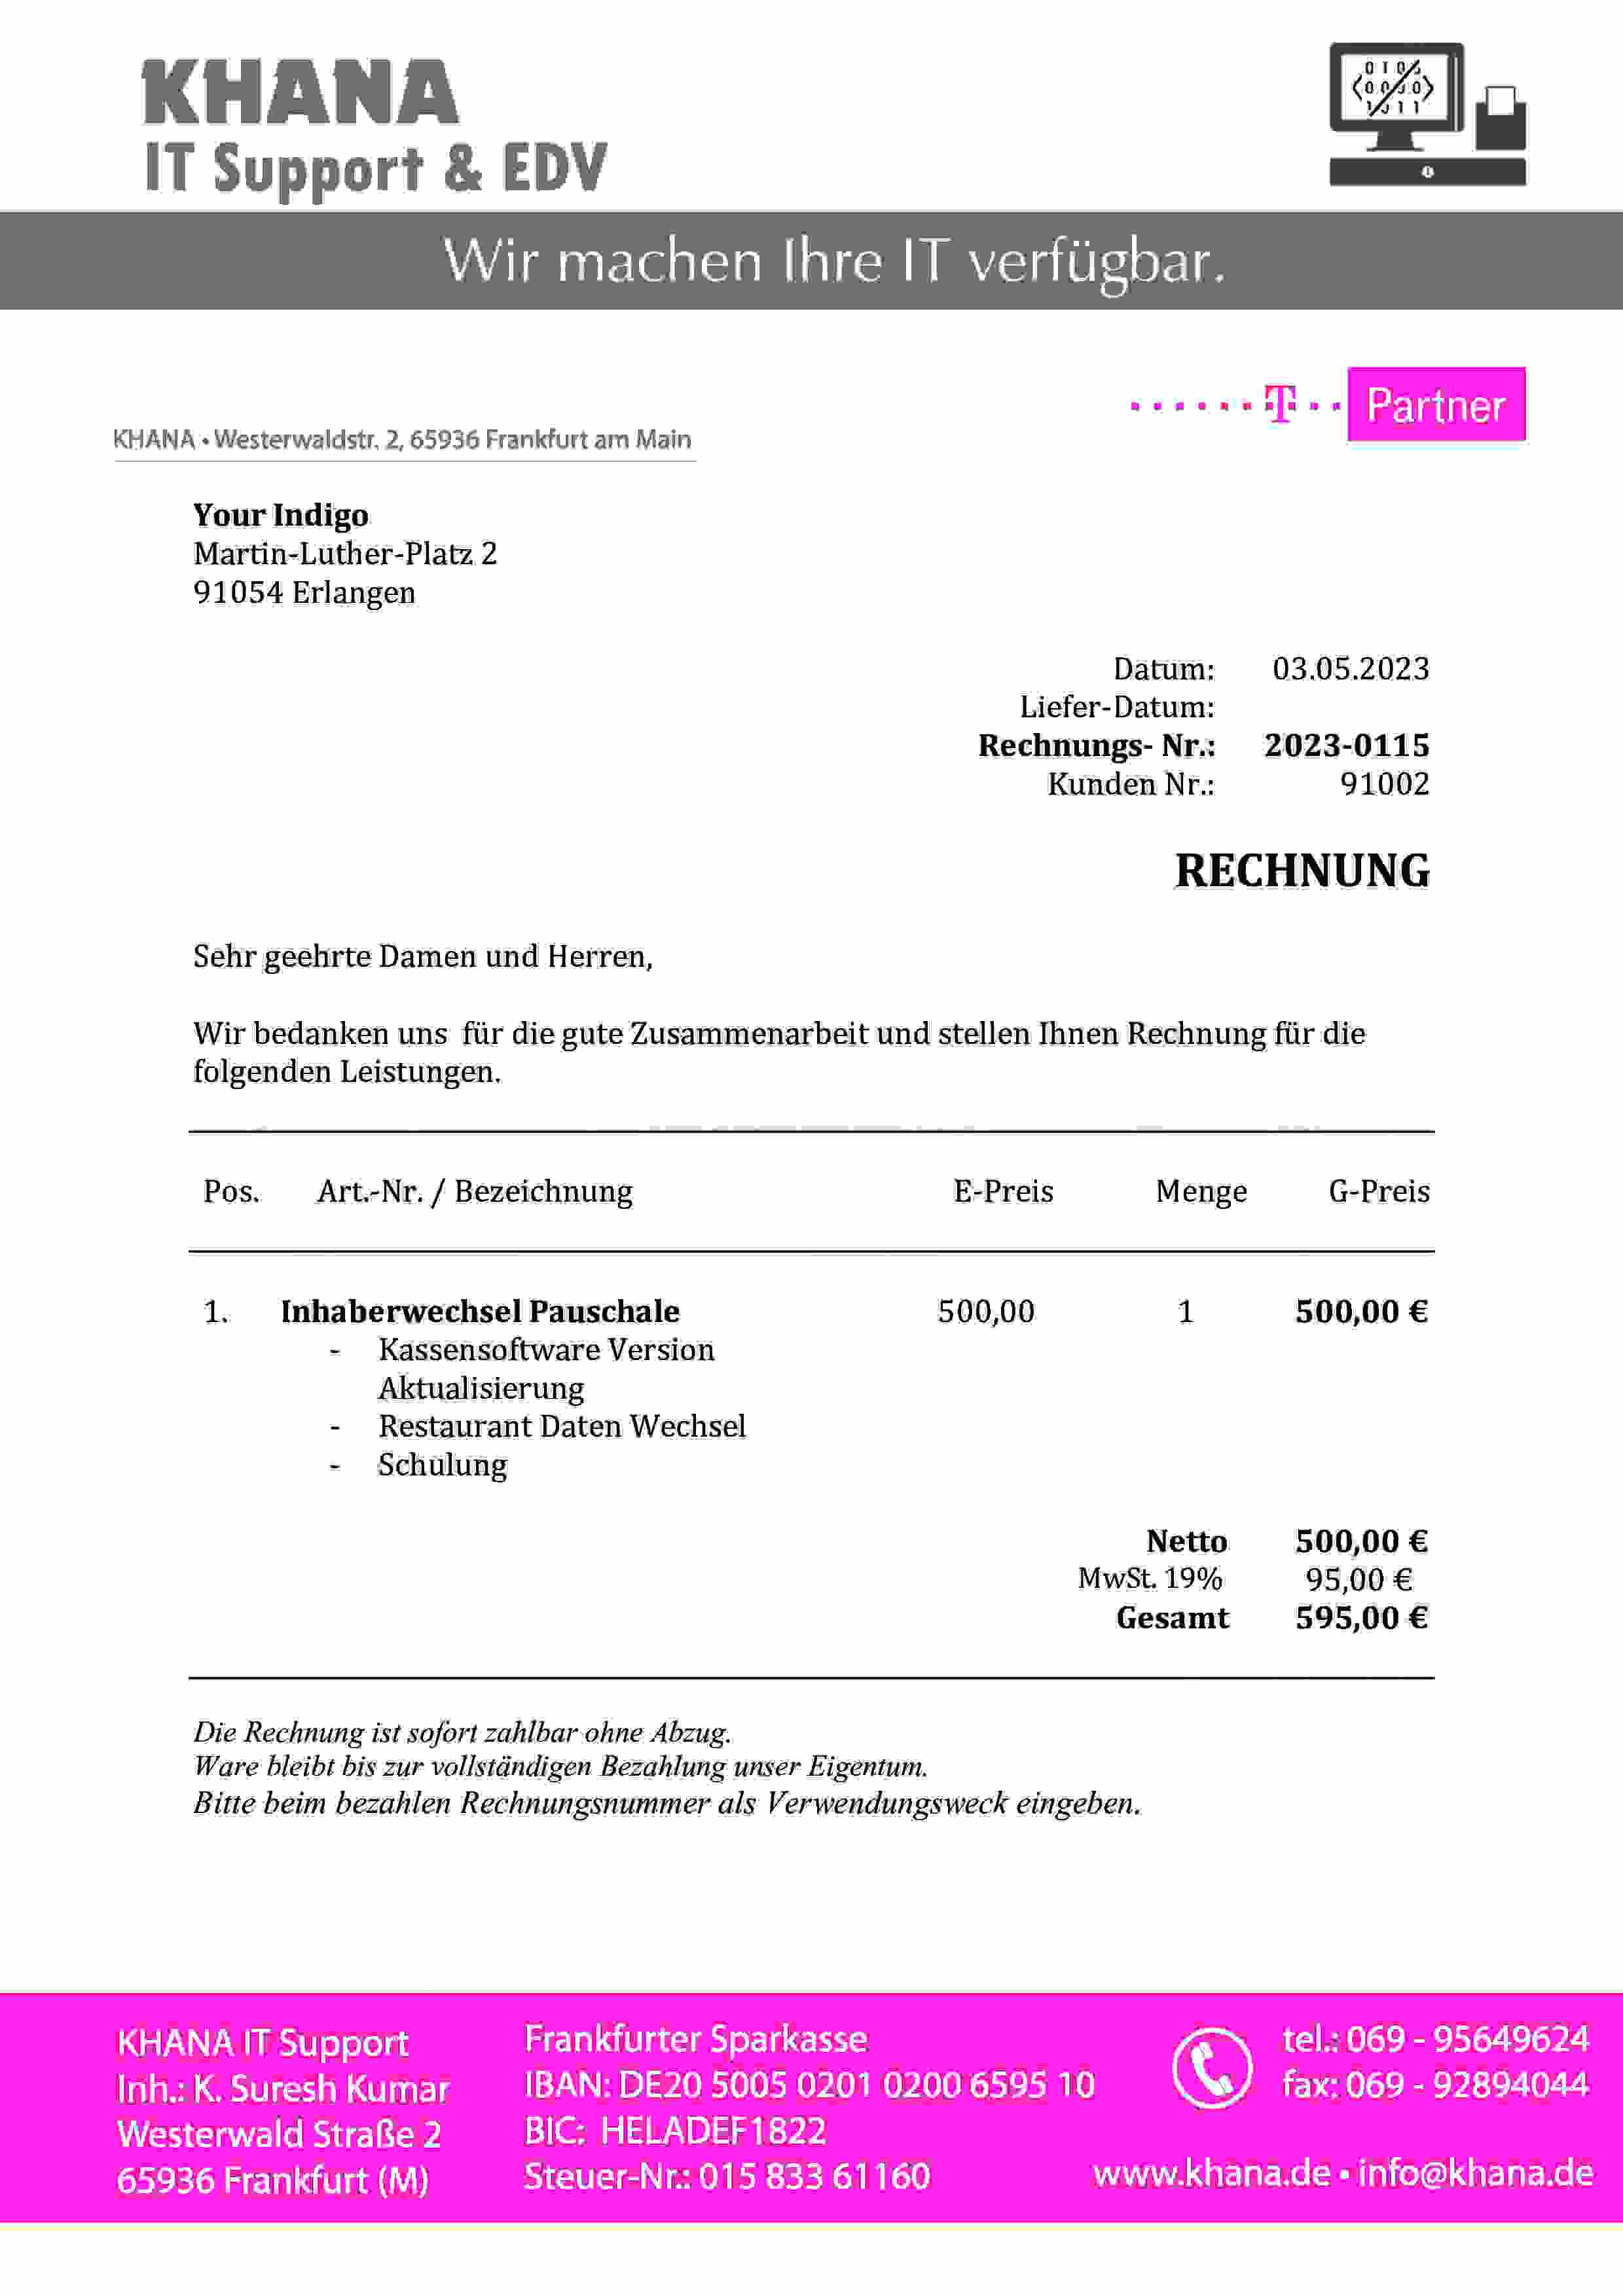 KHANA
IT Support & EDV
Wir machen Ihre IT verfügbar.
T Partner
KHANA • Westerwaldstr. 2, 65936 Frankfurt am Main
Your Indigo
Martin-Luther-Platz 2
91054 Erlangen
Datum: 03.05.2023
Liefer-Datum:
Rechnungs- Nr.: 2023-0115
Kunden Nr.: 91002
RECHNUNG
Sehr geehrte Damen und Herren,
Wir bedanken uns für die gute Zusammenarbeit und stellen Ihnen Rechnung für die
folgenden Leistungen.
Pos. Art.-Nr. / Bezeichnung E-Preis Menge G-Preis
1. Inhaberwechsel Pauschale 500,00 1 500,00 €
- Kassensoftware Version
Aktualisierung
- Restaurant Daten Wechsel
- Schulung
Netto 500,00 €
MwSt. 19% 95,00 €
Gesamt 595,00 €
Die Rechnung ist sofort zahlbar ohne Abzug.
Ware bleibt bis zur vollständigen Bezahlung unser Eigentum.
Bitte beim bezahlen Rechnungsnummer als Verwendungsweck eingeben.
KHANA IT Support
Inh.: K. Suresh Kumar
Westerwald Straße 2
65936 Frankfurt (M)
Frankfurter Sparkasse
IBAN: DE20 5005 0201 0200 6595 10
BIC: HELADEF1822
Steuer-Nr.: 015 833 61160
tel.: 069 - 95649624
fax: 069 - 92894044
www.khana.de • info@khana.de